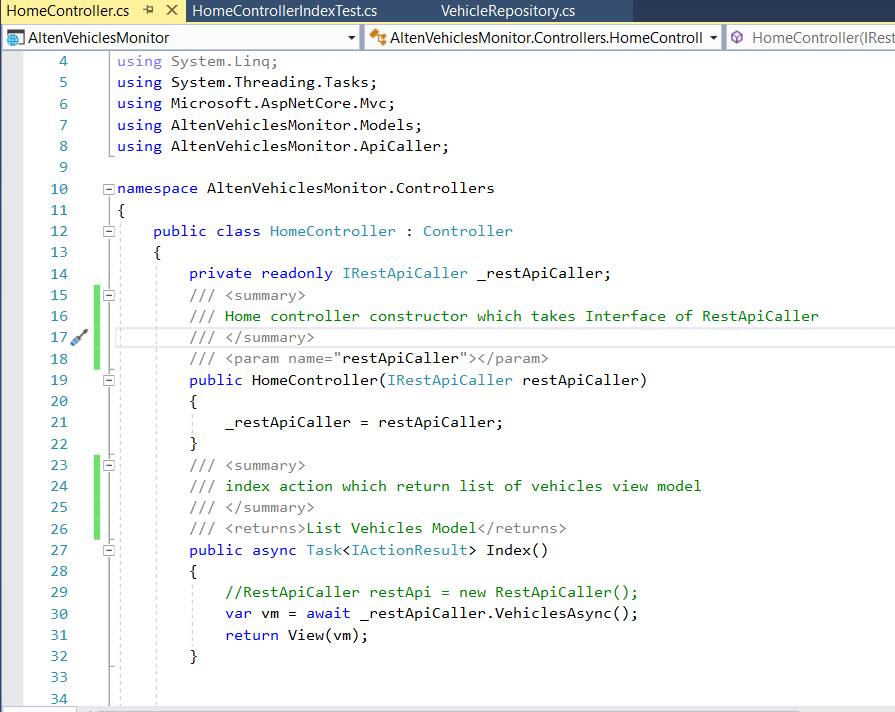 HomeController.cs HomeControllerIndexTest.cs VehicleRepository.cs
AltenVehiclesMonitor AltenVehiclesMonitor.Controllers.HomeControll HomeController(IRest
4 using System.Linq;
5 using System.Threading.Tasks;
6 using Microsoft.AspNetCore.Mvc;
7 using AltenVehiclesMonitor.Models;
8 using AltenVehiclesMonitor.ApiCaller;
9
10 namespace AltenVehiclesMonitor.Controllers
11 {
12 public class HomeController : Controller
13 {
14 private readonly IRestApiCaller _restApiCaller;
15 /// <summary>
16 /// Home controller constructor which takes Interface of RestApiCaller
17 /// </summary>
18 /// <param name="restApiCaller"></param>
19 public HomeController(IRestApiCaller restApiCaller)
20 {
21 _restApiCaller = restApiCaller;
22 }
23 /// <summary>
24 /// index action which return list of vehicles view model
25 /// </summary>
26 /// <returns>List Vehicles Model</returns>
27 public async Task<IActionResult> Index()
28 {
29 //RestApiCaller restApi = new RestApiCaller();
30 var vm = await _restApiCaller.VehiclesAsync();
31 return View(vm);
32 }
33
34